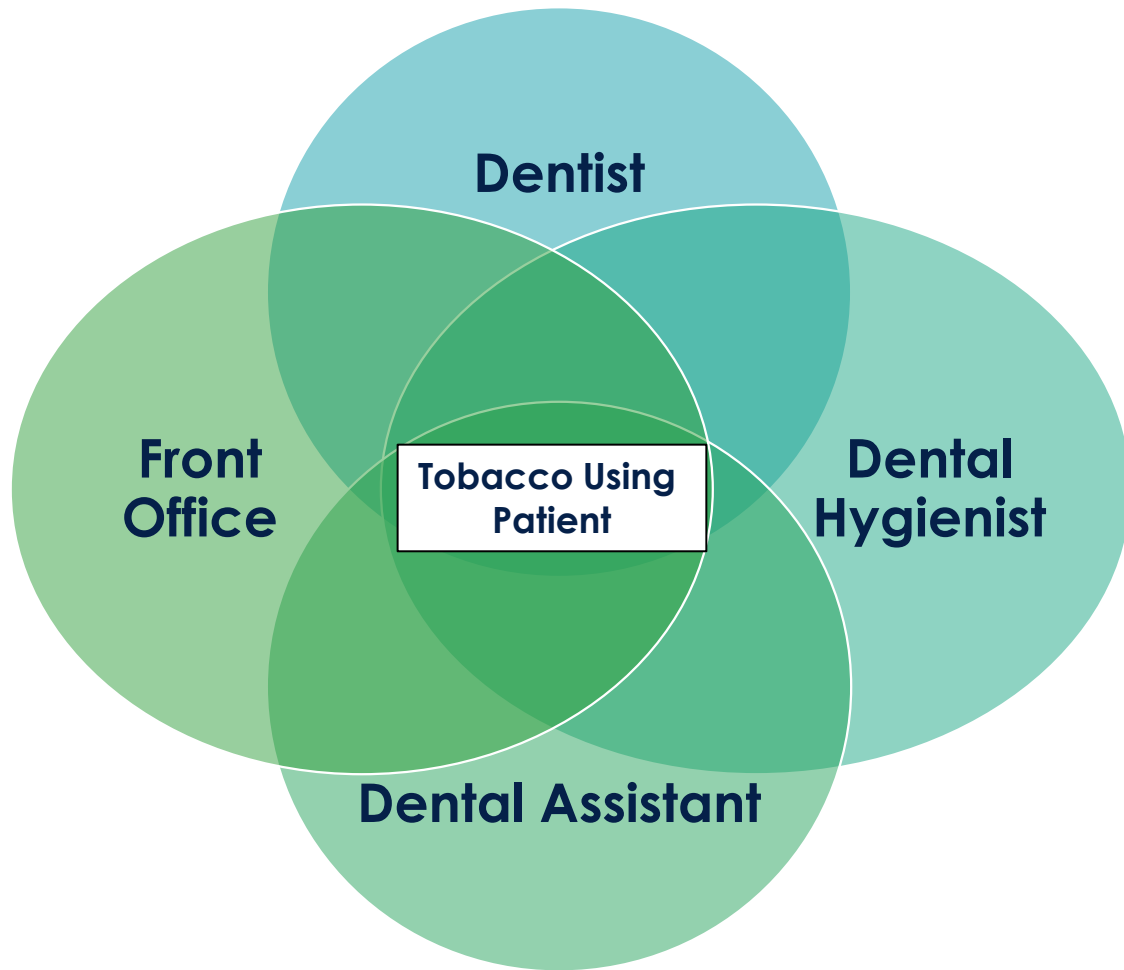 Dentist
Front
Office
Tobacco Using
Patient
Dental
Hygienist
Dental Assistant